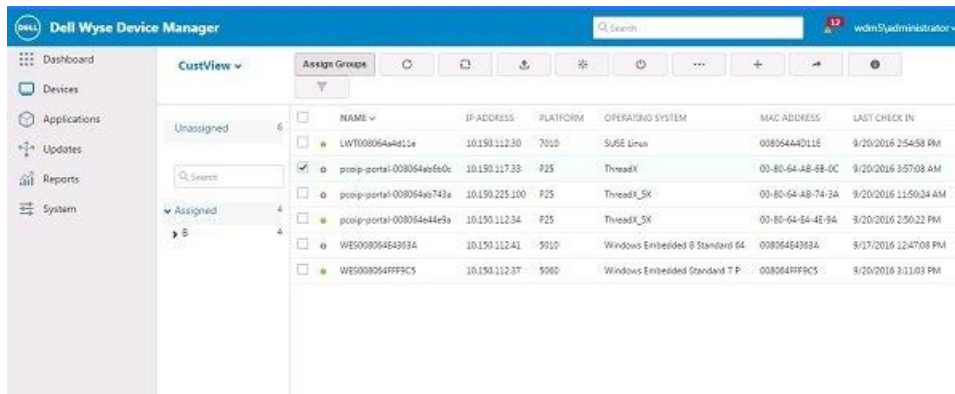 DELL Dell Wyse Device Manager
Search
12
wdm5\administrator
Dashboard
Devices
Applications
Updates
Reports
System
CustView
Unassigned 6
Search
Assigned 4
B 4
Assign Groups
NAME IP ADDRESS PLATFORM OPERATING SYSTEM MAC ADDRESS LAST CHECK IN
LWT008064a4d11e 10.150.112.30 7010 SUSE Linux 008064A4D11E 9/20/2016 2:54:58 PM
pcoip-portal-008064ab6b0c 10.150.117.33 P25 ThreadX 00-80-64-AB-6B-0C 9/20/2016 3:57:08 AM
pcoip-portal-008064ab743a 10.150.225.100 P25 ThreadX_5X 00-80-64-AB-74-3A 9/20/2016 11:50:24 AM
pcoip-portal-008064e44e9a 10.150.112.34 P25 ThreadX_5X 00-80-64-E4-4E-9A 9/20/2016 2:50:22 PM
WES008064E4363A 10.150.112.41 5010 Windows Embedded 8 Standard 64 008064E4363A 9/17/2016 12:47:08 PM
WES008064FFF9C5 10.150.112.37 5060 Windows Embedded Standard 7 P 008064FFF9C5 9/20/2016 3:11:03 PM